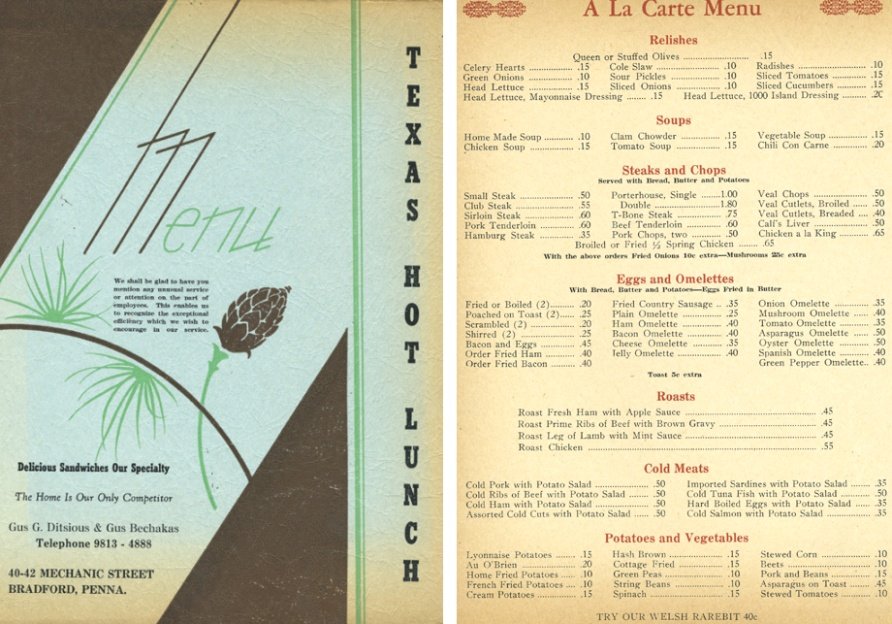 Menu
TEXAS HOT LUNCH
We shall be glad to have you
mention any unusual service
or attention on the part of
employees. This enables us
to recognize the exceptional
efficiency which we wish to
encourage in our service.
Delicious Sandwiches Our Specialty
The Home Is Our Only Competitor
Gus G. Ditsious & Gus Bechakas
Telephone 9813 - 4888
40-42 MECHANIC STREET
BRADFORD, PENNA.
A La Carte Menu
Relishes
Queen or Stuffed Olives .15
Celery Hearts .15 Cole Slaw .10 Radishes .10
Green Onions .10 Sour Pickles .10 Sliced Tomatoes .15
Head Lettuce .15 Sliced Onions .10 Sliced Cucumbers .15
Head Lettuce, Mayonnaise Dressing .15 Head Lettuce, 1000 Island Dressing
Soups
Home Made Soup .10 Clam Chowder .15 Vegetable Soup .15
Chicken Soup .15 Tomato Soup .15 Chili Con Carne .20
Steaks and Chops
Served with Bread, Butter and Potatoes
Small Steak .50 Porterhouse, Single 1.00 Veal Chops .50
Club Steak .55 Double 1.80 Veal Cutlets, Broiled .50
Sirloin Steak .60 T-Bone Steak .75 Veal Cutlets, Breaded .40
Pork Tenderloin .60 Beef Tenderloin .60 Calf's Liver .50
Hamburg Steak .35 Pork Chops, two .50 Chicken a la King .65
Broiled or Fried ½ Spring Chicken .65
With the above orders Fried Onions 10c extra—Mushrooms 25c extra
Eggs and Omelettes
With Bread, Butter and Potatoes—Eggs Fried in Butter
Fried or Boiled (2) .20 Fried Country Sausage .35 Onion Omelette .35
Poached on Toast (2) .25 Plain Omelette .25 Mushroom Omelette .40
Scrambled (2) .20 Ham Omelette .40 Tomato Omelette .35
Shirred (2) .25 Bacon Omelette .40 Asparagus Omelette .50
Bacon and Eggs .45 Cheese Omelette .35 Oyster Omelette .50
Order Fried Ham .40 Jelly Omelette .40 Spanish Omelette .40
Order Fried Bacon .40 Green Pepper Omelette .40
Toast 5c extra
Roasts
Roast Fresh Ham with Apple Sauce .45
Roast Prime Ribs of Beef with Brown Gravy .45
Roast Leg of Lamb with Mint Sauce .45
Roast Chicken .55
Cold Meats
Cold Pork with Potato Salad .50 Imported Sardines with Potato Salad .35
Cold Ribs of Beef with Potato Salad .50 Cold Tuna Fish with Potato Salad .35
Cold Ham with Potato Salad .50 Hard Boiled Eggs with Potato Salad .35
Assorted Cold Cuts with Potato Salad .50 Cold Salmon with Potato Salad .35
Potatoes and Vegetables
Lyonnaise Potatoes .15 Hash Brown .15 Stewed Corn .10
Au O'Brien .20 Cottage Fried .15 Beets .10
Home Fried Potatoes .10 Green Peas .10 Pork and Beans .15
French Fried Potatoes .10 String Beans .10 Asparagus on Toast .45
Cream Potatoes .15 Spinach .15 Stewed Tomatoes .10
TRY OUR WELSH RAREBIT 40c